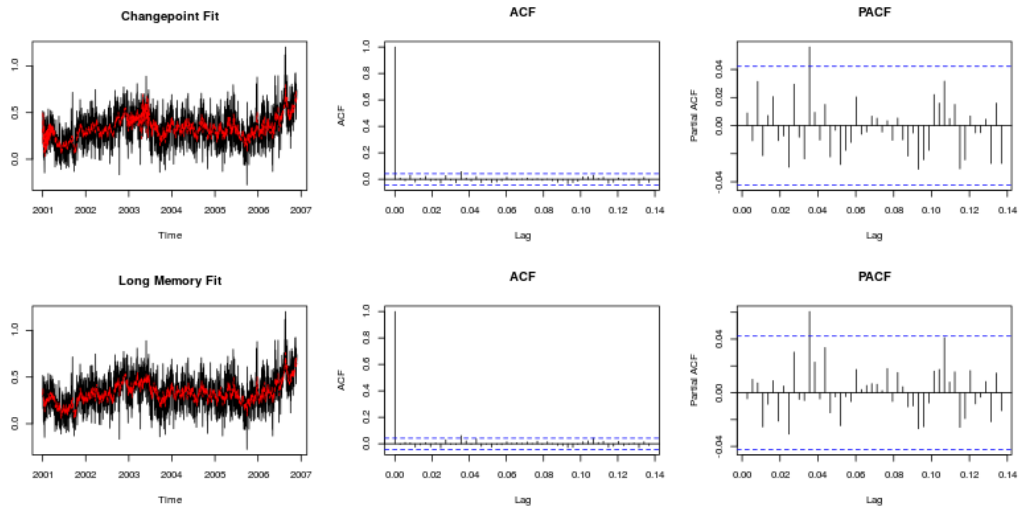 Changepoint Fit
1.0
0.5
0.0
2001 2002 2003 2004 2005 2006 2007
Time
ACF
ACF
1.0
0.8
0.6
0.4
0.2
0.0
0.00 0.02 0.04 0.06 0.08 0.10 0.12 0.14
Lag
PACF
Partial ACF
0.04
0.02
0.00
-0.04
0.00 0.02 0.04 0.06 0.08 0.10 0.12 0.14
Lag
Long Memory Fit
1.0
0.5
0.0
2001 2002 2003 2004 2005 2006 2007
Time
ACF
ACF
1.0
0.8
0.6
0.4
0.2
0.0
0.00 0.02 0.04 0.06 0.08 0.10 0.12 0.14
Lag
PACF
Partial ACF
0.04
0.00
-0.04
0.00 0.02 0.04 0.06 0.08 0.10 0.12 0.14
Lag